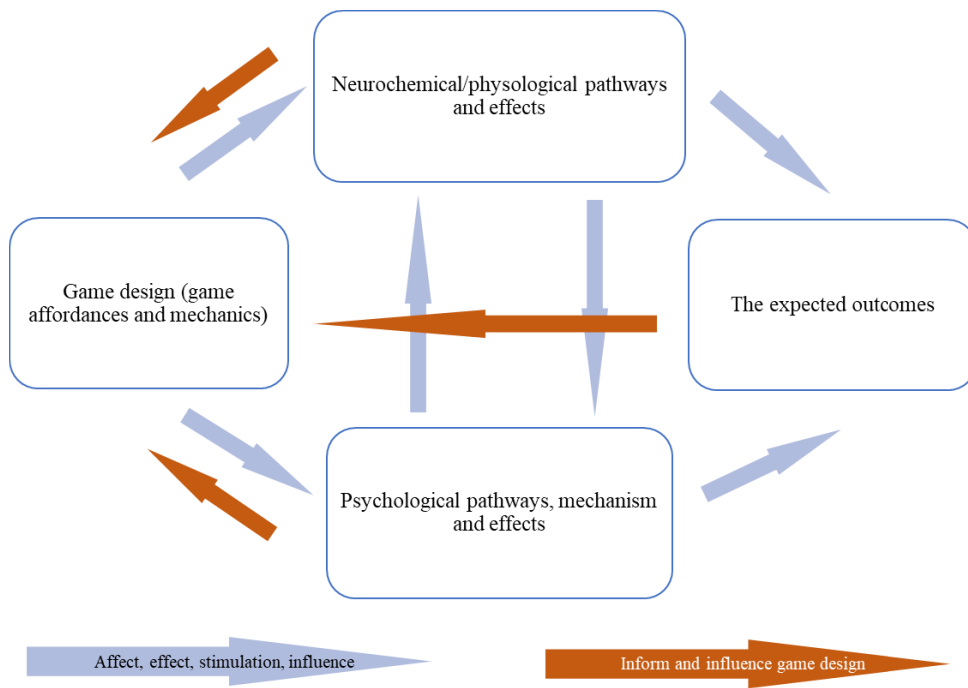 Neurochemical/physological pathways
and effects
Game design (game
affordances and mechanics)
The expected outcomes
Psychological pathways, mechanism
and effects
Affect, effect, stimulation, influence
Inform and influence game design